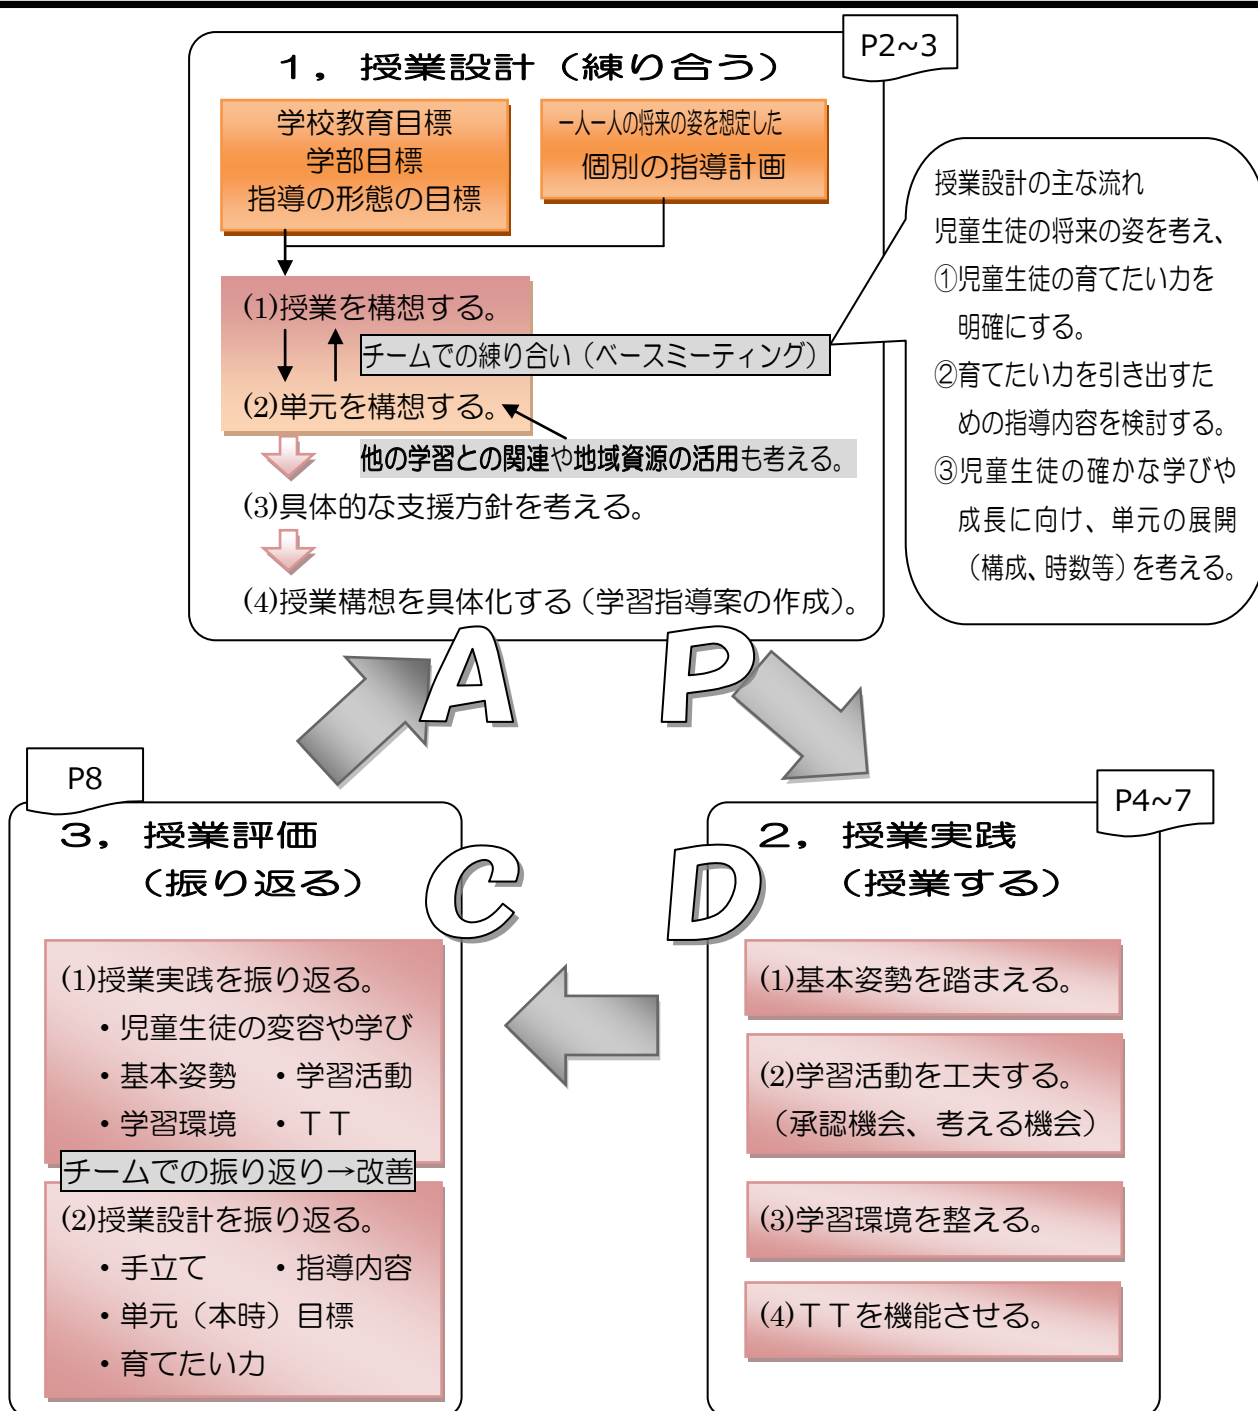 P2~3
1，授業設計（練り合う）
学校教育目標
学部目標
指導の形態の目標
一人一人の将来の姿を想定した
個別の指導計画
(1)授業を構想する。
チームでの練り合い（ベースミーティング）
(2)単元を構想する。
他の学習との関連や地域資源の活用も考える。
(3)具体的な支援方針を考える。
(4)授業構想を具体化する（学習指導案の作成）。
授業設計の主な流れ
児童生徒の将来の姿を考え、
①児童生徒の育てたい力を
明確にする。
②育てたい力を引き出すた
めの指導内容を検討する。
③児童生徒の確かな学びや
成長に向け、単元の展開
（構成、時数等）を考える。
A
P
P8
3，授業評価
（振り返る）
C
(1)授業実践を振り返る。
・児童生徒の変容や学び
・基本姿勢 ・学習活動
・学習環境 ・ＴＴ
チームでの振り返り→改善
(2)授業設計を振り返る。
・手立て ・指導内容
・単元（本時）目標
・育てたい力
P4~7
2，授業実践
（授業する）
D
(1)基本姿勢を踏まえる。
(2)学習活動を工夫する。
（承認機会、考える機会）
(3)学習環境を整える。
(4)ＴＴを機能させる。